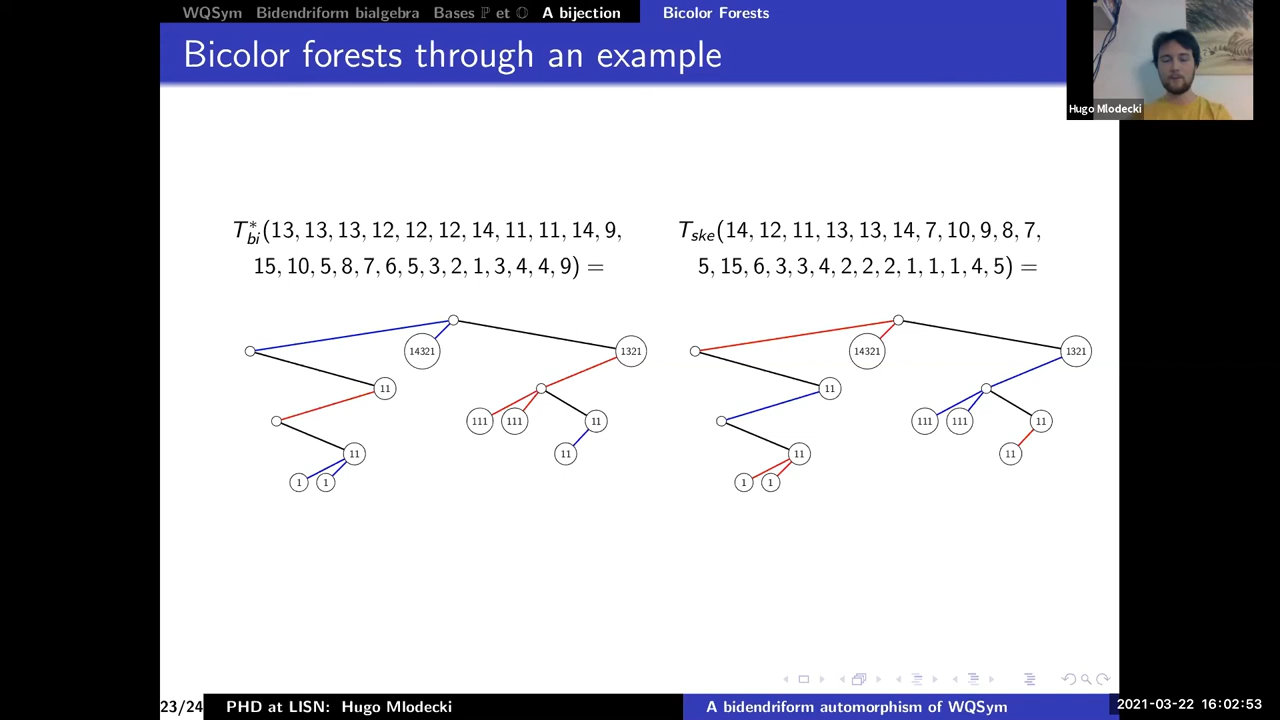 WQSym Bidendriform bialgebra Bases ℙ et 𝕆 A bijection Bicolor Forests
Bicolor forests through an example
Hugo Mlodecki
T*bi(13, 13, 13, 12, 12, 12, 14, 11, 11, 14, 9,
15, 10, 5, 8, 7, 6, 5, 3, 2, 1, 3, 4, 4, 9) =
14321
1321
11
111 111 11
11 11
1 1
Tske(14, 12, 11, 13, 13, 14, 7, 10, 9, 8, 7,
5, 15, 6, 3, 3, 4, 2, 2, 2, 1, 1, 1, 4, 5) =
14321
1321
11
111 111 11
11 11
1 1
23/24 PHD at LISN: Hugo Mlodecki A bidendriform automorphism of WQSym 2021-03-22 16:02:53